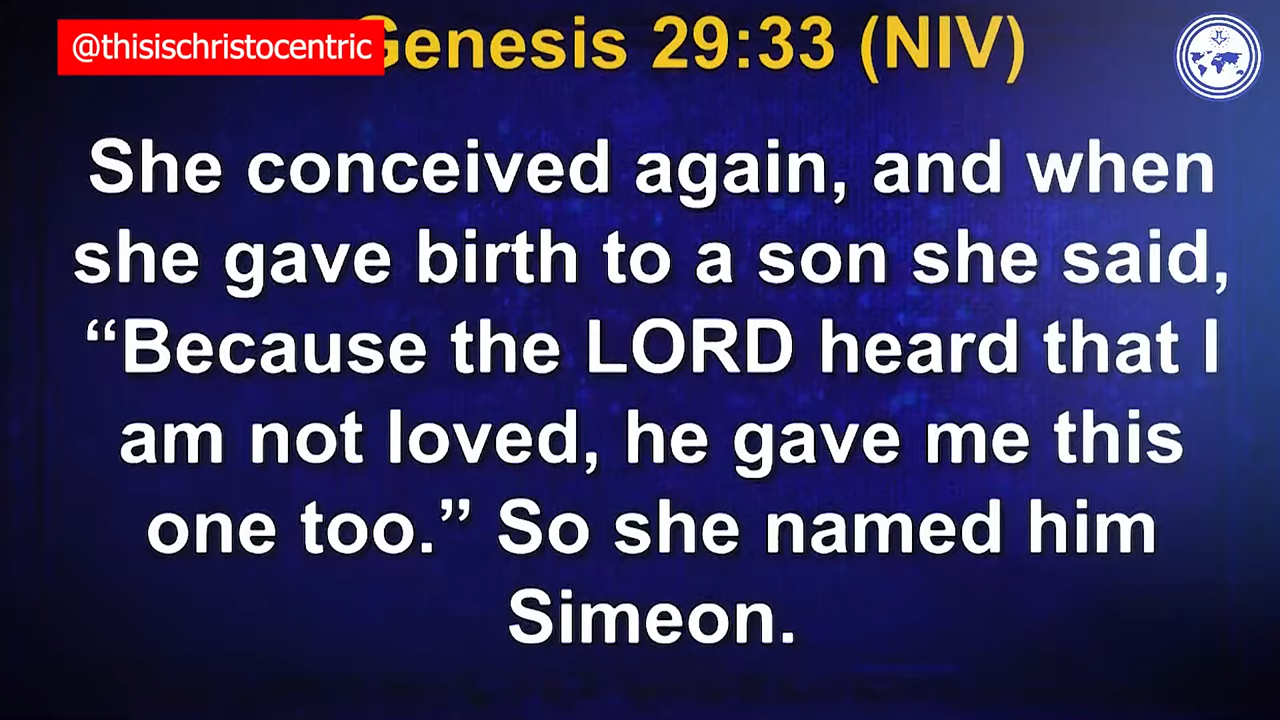 @thisischristocentric
Genesis 29:33 (NIV)
She conceived again, and when
she gave birth to a son she said,
“Because the LORD heard that I
am not loved, he gave me this
one too.” So she named him
Simeon.